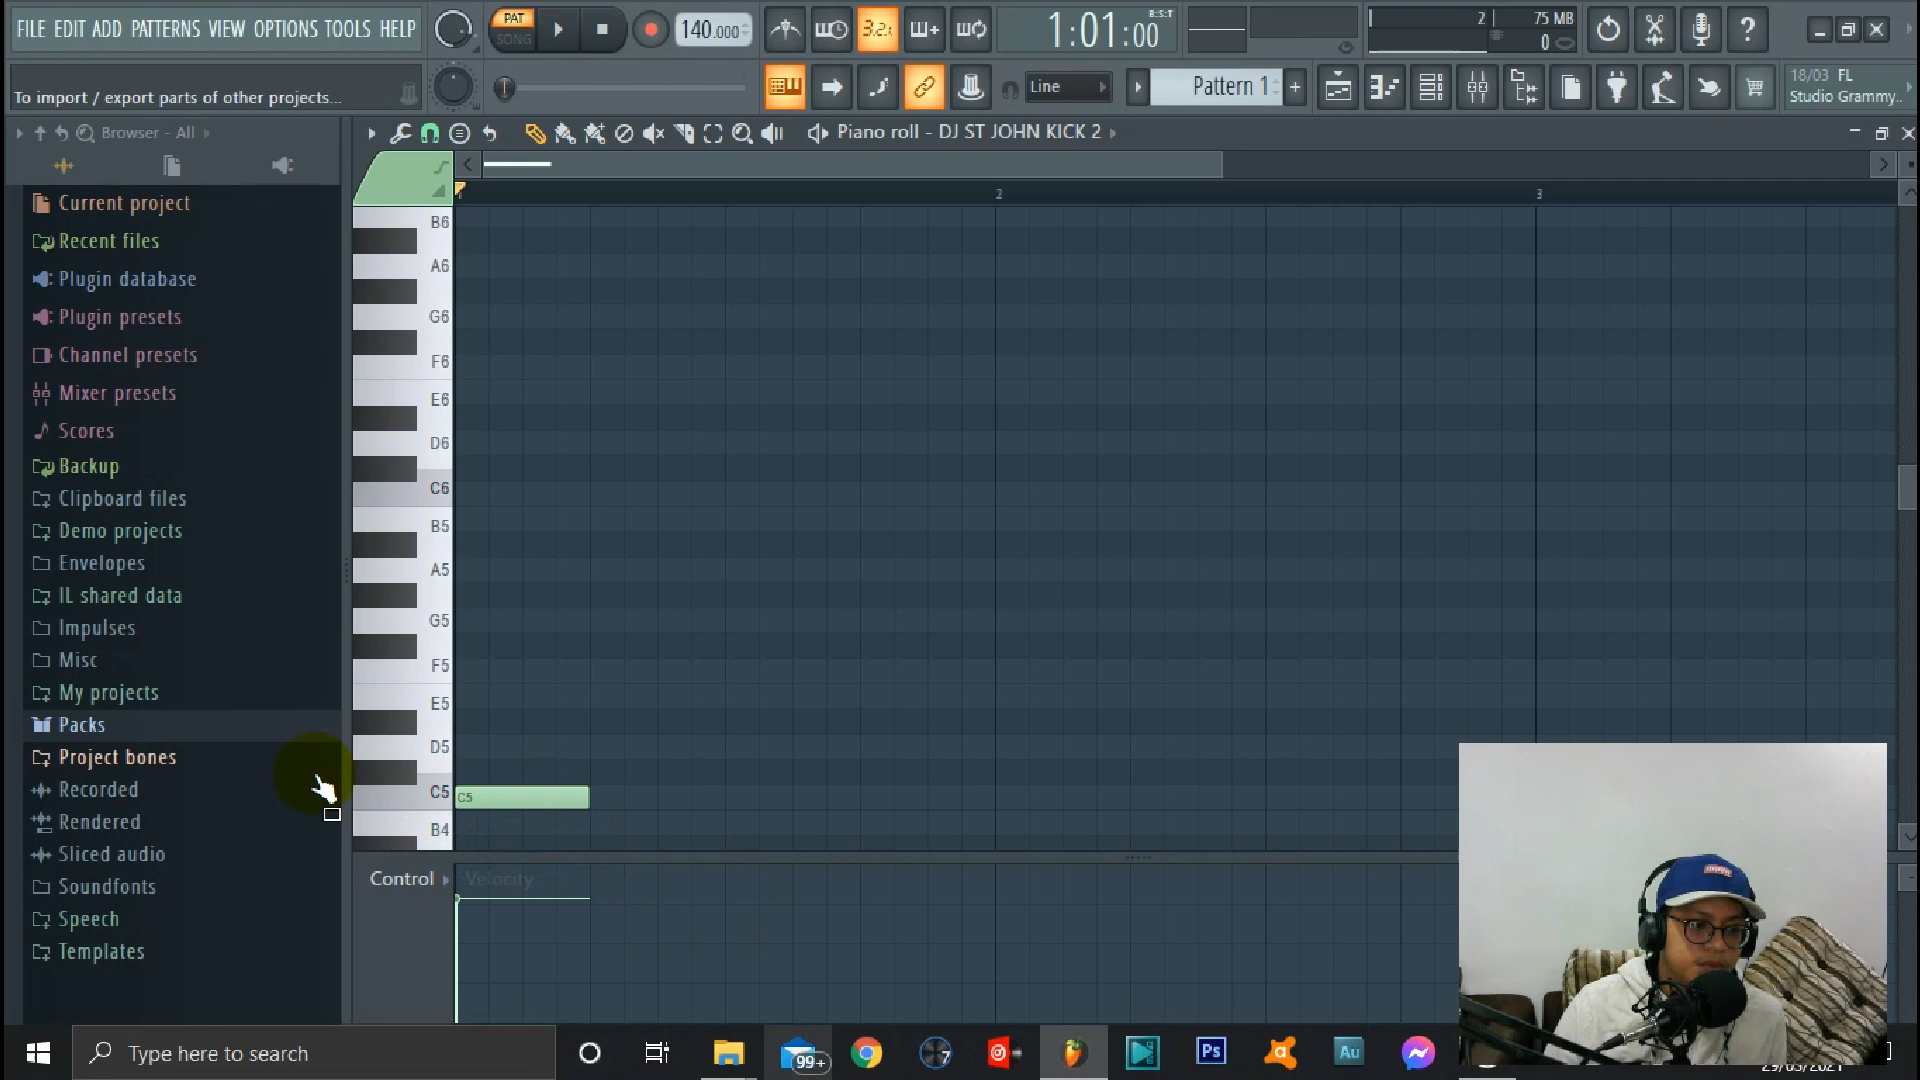 FILE EDIT ADD PATTERNS VIEW OPTIONS TOOLS HELP
PAT
SONG
140.000
3.2.
1:01:00
B:S:T
2
75 MB
0
To import / export parts of other projects...
Line
Pattern 1
+
18/03 FL
Studio Grammy..
Browser - All
Piano roll - DJ ST JOHN KICK 2
Current project
Recent files
Plugin database
Plugin presets
Channel presets
Mixer presets
Scores
Backup
Clipboard files
Demo projects
Envelopes
IL shared data
Impulses
Misc
My projects
Packs
Project bones
Recorded
Rendered
Sliced audio
Soundfonts
Speech
Templates
2
3
B6
A6
G6
F6
E6
D6
C6
B5
A5
G5
F5
E5
D5
C5
C5
B4
Control
Velocity
Type here to search
99+
7
Ps
a
Au